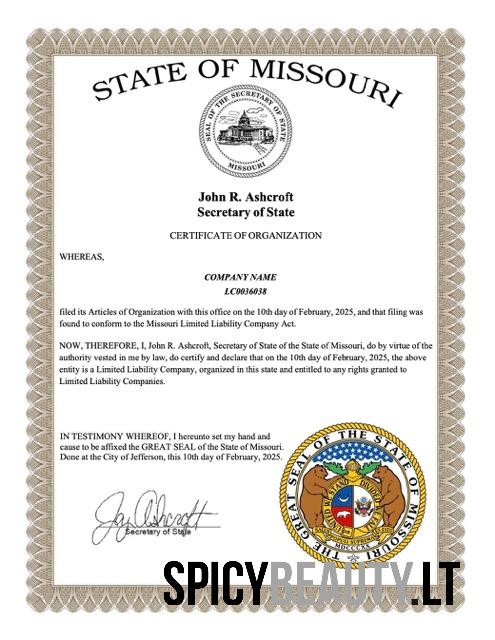 STATE OF MISSOURI
SEAL OF THE SECRETARY OF STATE
MISSOURI
John R. Ashcroft
Secretary of State
CERTIFICATE OF ORGANIZATION
WHEREAS,
COMPANY NAME
LC0036038
filed its Articles of Organization with this office on the 10th day of February, 2025, and that filing was
found to conform to the Missouri Limited Liability Company Act.
NOW, THEREFORE, I, John R. Ashcroft, Secretary of State of the State of Missouri, do by virtue of the
authority vested in me by law, do certify and declare that on the 10th day of February, 2025, the above
entity is a Limited Liability Company, organized in this state and entitled to any rights granted to
Limited Liability Companies.
IN TESTIMONY WHEREOF, I hereunto set my hand and
cause to be affixed the GREAT SEAL of the State of Missouri.
Done at the City of Jefferson, this 10th day of February, 2025.
Jay Ashcroft
Secretary of State
THE GREAT SEAL OF THE STATE OF MISSOURI
UNITED WE STAND DIVIDED WE FALL
MDCCCXX
SPICYBEAUTY.LT